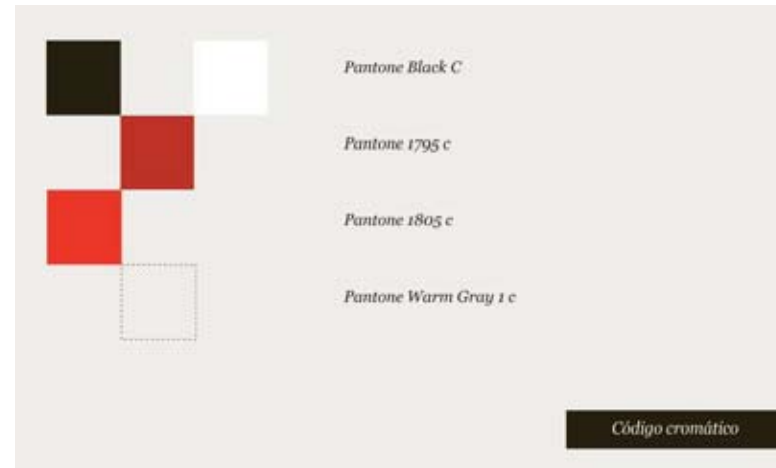 Pantone Black C
Pantone 1795 c
Pantone 1805 c
Pantone Warm Gray 1 c
Código cromático